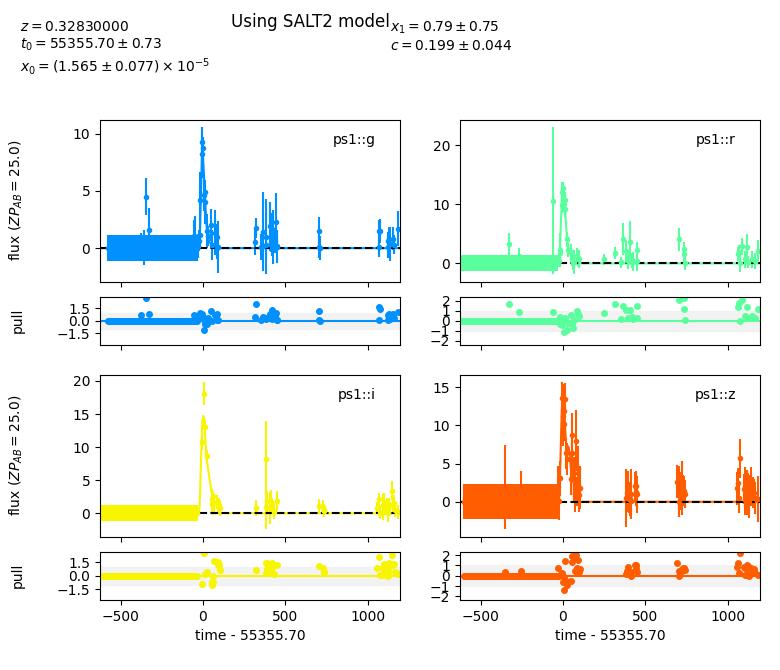 Using SALT2 model
z = 0.32830000
t₀ = 55355.70 ± 0.73
x₀ = (1.565 ± 0.077) × 10⁻⁵
x₁ = 0.79 ± 0.75
c = 0.199 ± 0.044
flux (ZP_AB = 25.0)
10
5
0
ps1::g
20
10
0
ps1::r
pull
1.5
0.0
−1.5
2
1
0
−1
−2
flux (ZP_AB = 25.0)
20
15
10
5
0
ps1::i
15
10
5
0
ps1::z
pull
1.5
0.0
−1.5
2
1
0
−1
−2
−500 0 500 1000
time - 55355.70
−500 0 500 1000
time - 55355.70